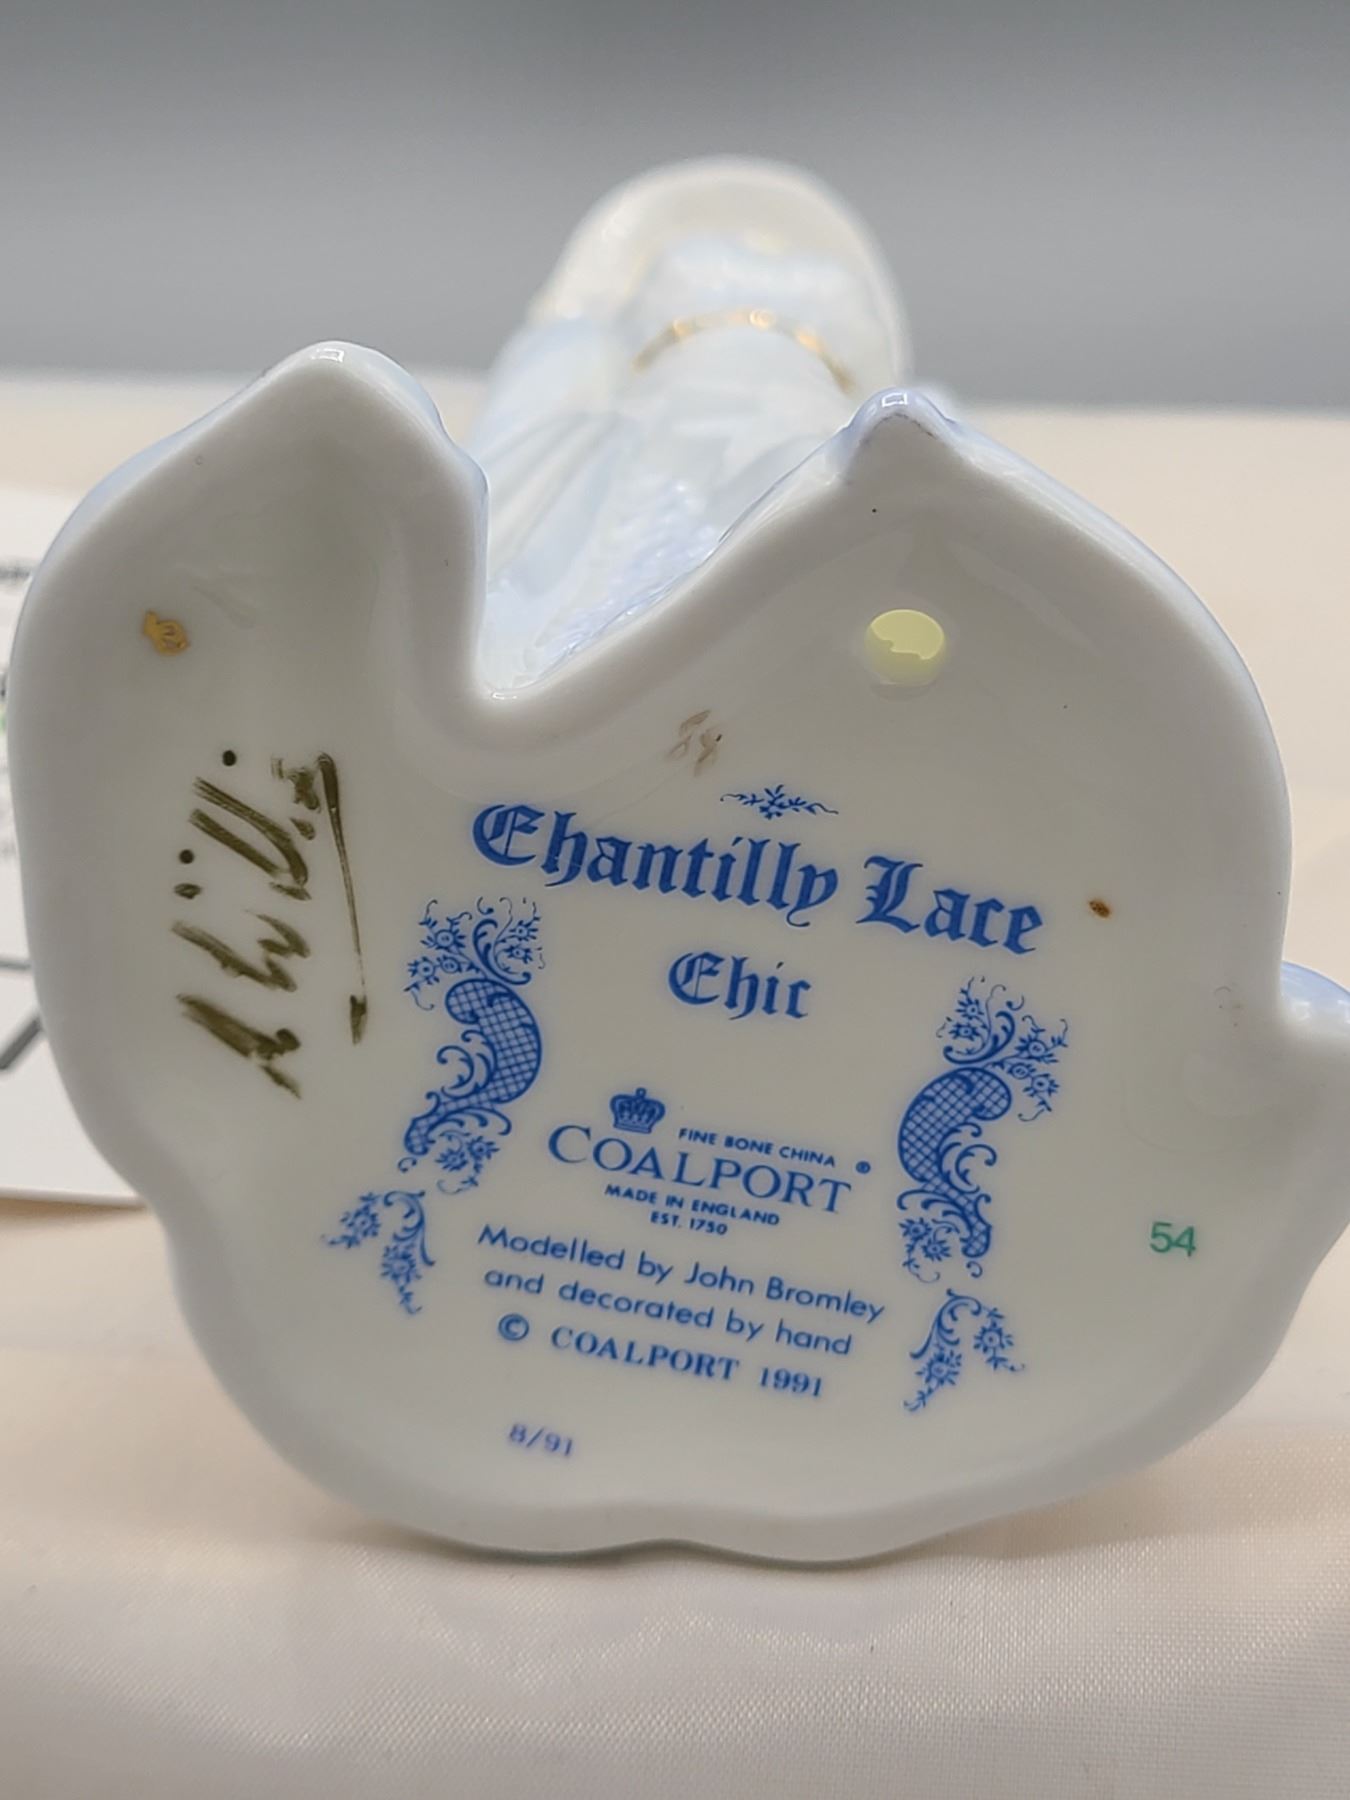 Chantilly Lace
Chic
FINE BONE CHINA
COALPORT ®
MADE IN ENGLAND
EST. 1750
Modelled by John Bromley
and decorated by hand
© COALPORT 1991
8/91
54